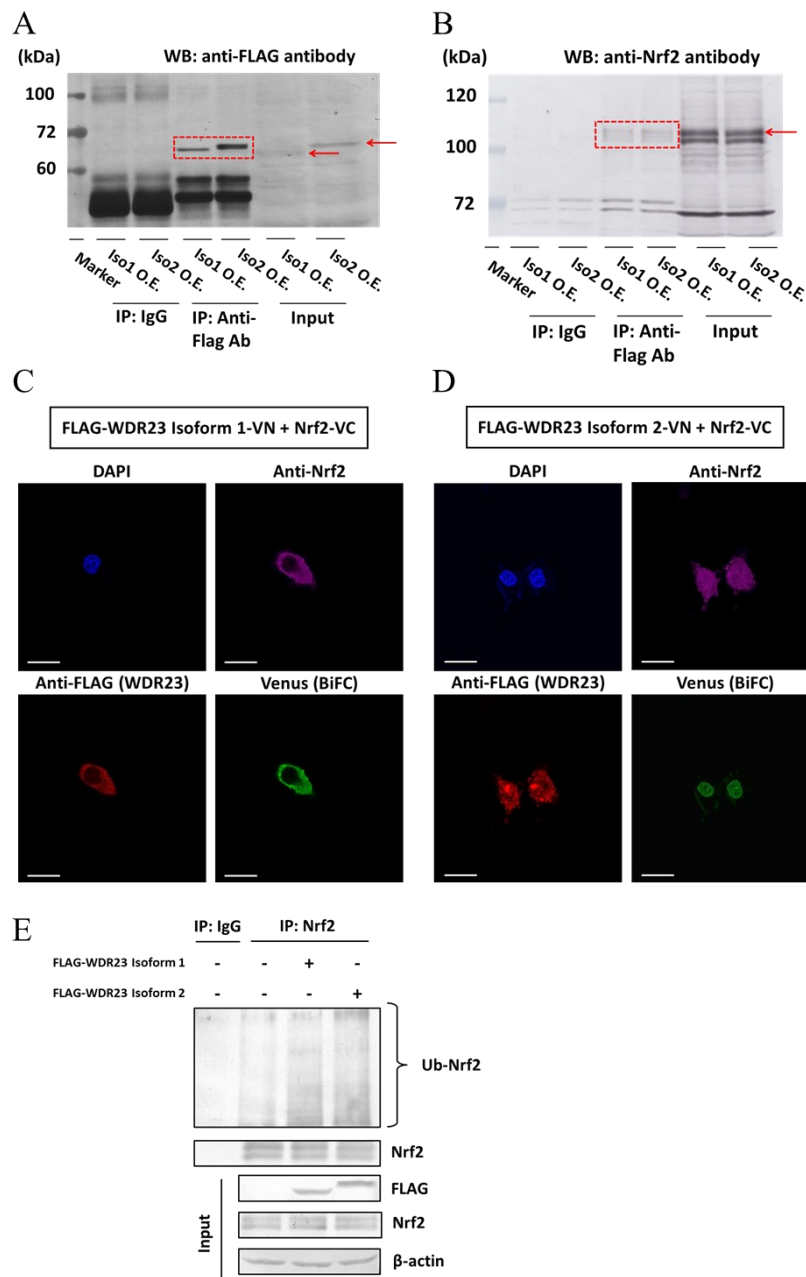 A
(kDa)
WB: anti-FLAG antibody
100
72
60
Marker
Iso1 O.E.
Iso2 O.E.
Iso1 O.E.
Iso2 O.E.
Iso1 O.E.
Iso2 O.E.
IP: IgG
IP: Anti-
Flag Ab
Input
B
(kDa)
WB: anti-Nrf2 antibody
120
100
72
Marker
Iso1 O.E.
Iso2 O.E.
Iso1 O.E.
Iso2 O.E.
Iso1 O.E.
Iso2 O.E.
IP: IgG
IP: Anti-
Flag Ab
Input
C
FLAG-WDR23 Isoform 1-VN + Nrf2-VC
DAPI
Anti-Nrf2
Anti-FLAG (WDR23)
Venus (BiFC)
D
FLAG-WDR23 Isoform 2-VN + Nrf2-VC
DAPI
Anti-Nrf2
Anti-FLAG (WDR23)
Venus (BiFC)
E
IP: IgG
IP: Nrf2
FLAG-WDR23 Isoform 1 - - + -
FLAG-WDR23 Isoform 2 - - - +
Ub-Nrf2
Nrf2
Input
FLAG
Nrf2
β-actin